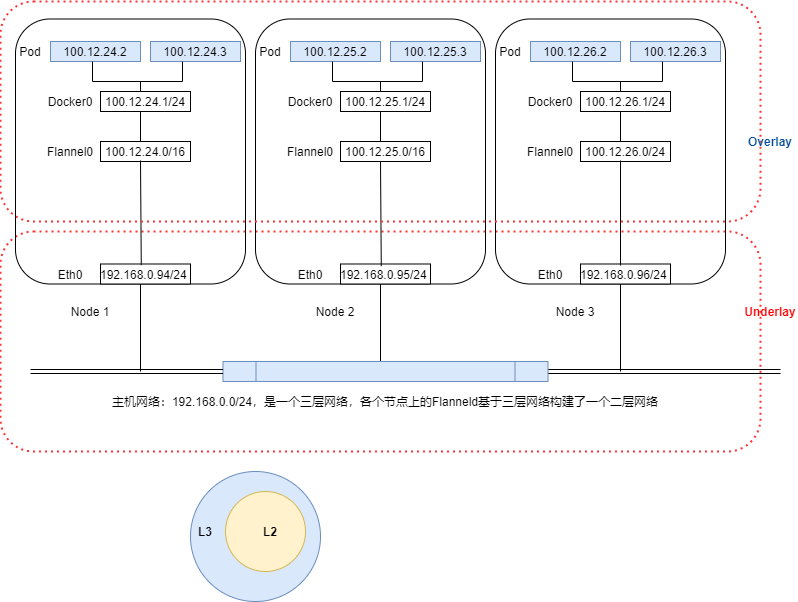 Pod
100.12.24.2
100.12.24.3
Docker0
100.12.24.1/24
Flannel0
100.12.24.0/16
Eth0
192.168.0.94/24
Node 1
Pod
100.12.25.2
100.12.25.3
Docker0
100.12.25.1/24
Flannel0
100.12.25.0/16
Eth0
192.168.0.95/24
Node 2
Pod
100.12.26.2
100.12.26.3
Docker0
100.12.26.1/24
Flannel0
100.12.26.0/24
Eth0
192.168.0.96/24
Node 3
Overlay
Underlay
主机网络：192.168.0.0/24，是一个三层网络，各个节点上的Flanneld基于三层网络构建了一个二层网络
L3
L2